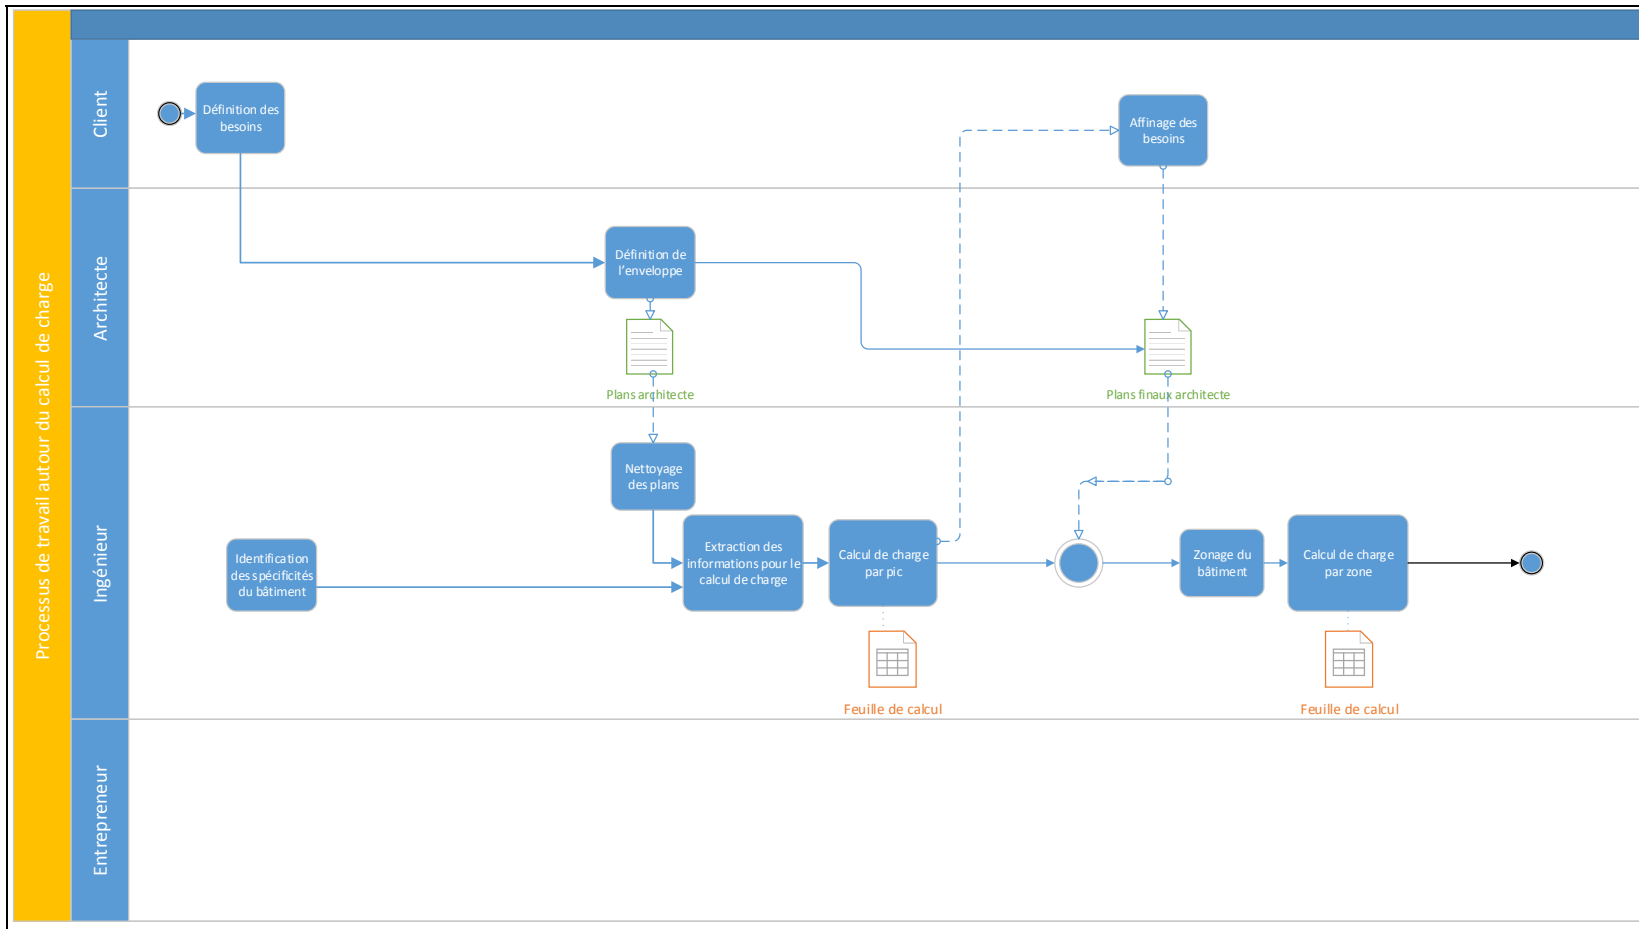 Processus de travail autour du calcul de charge
Client
Définition des
besoins
Affinage des
besoins
Architecte
Définition de
l'enveloppe
Plans architecte
Plans finaux architecte
Ingénieur
Nettoyage
des plans
Identification
des spécificités
du bâtiment
Extraction des
informations pour le
calcul de charge
Calcul de charge
par pic
Zonage du
bâtiment
Calcul de charge
par zone
Feuille de calcul
Feuille de calcul
Entrepreneur